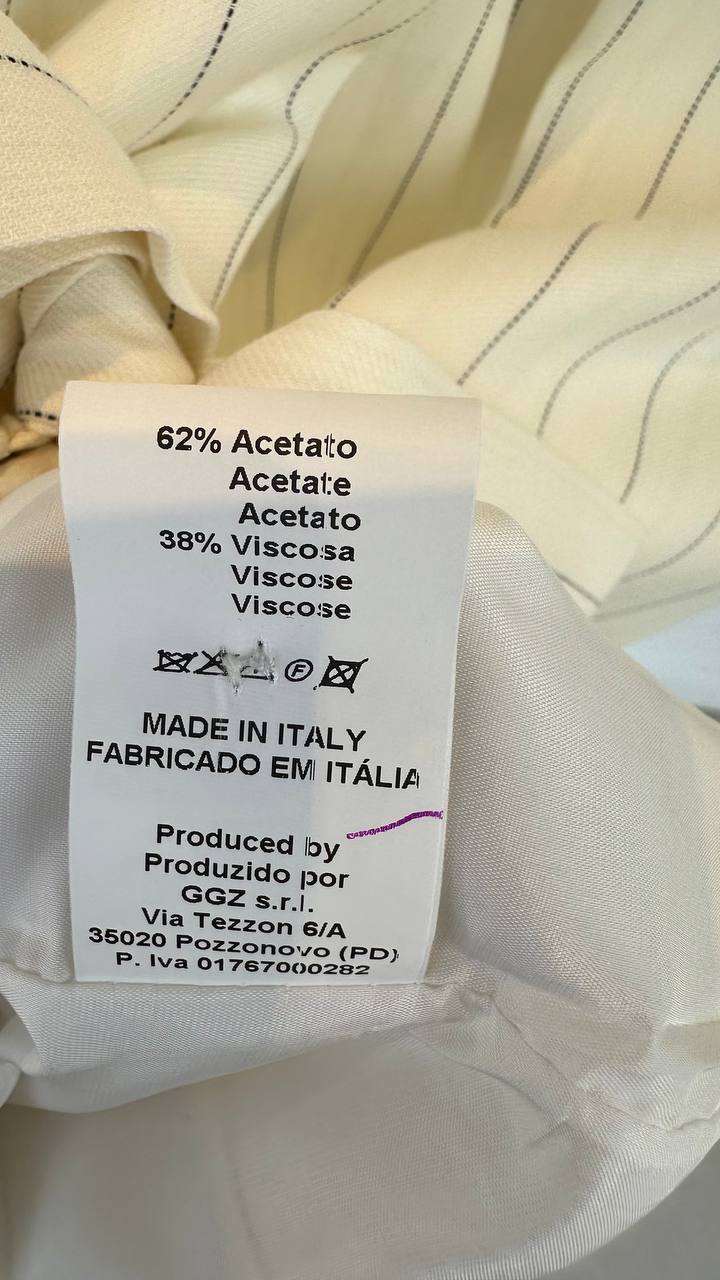 62% Acetato
Acetate
Acetato
38% Viscosa
Viscose
Viscose
F
MADE IN ITALY
FABRICADO EM ITÁLIA
Produced by
Produzido por
GGZ s.r.l.
Via Tezzon 6/A
35020 Pozzonovo (PD)
P. Iva 01767000282